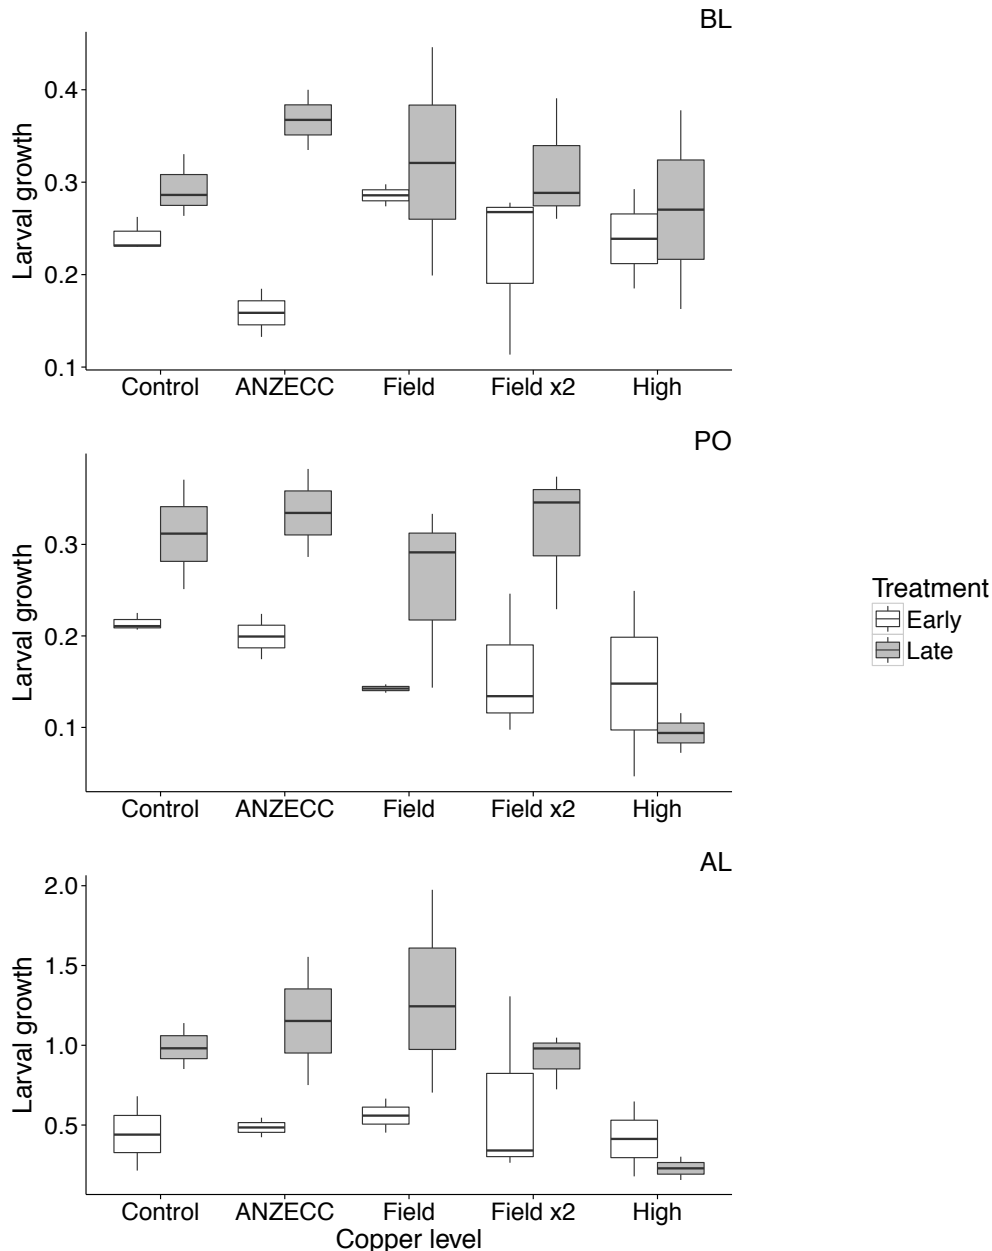 BL
Larval growth
0.4
0.3
0.2
0.1
Control ANZECC Field Field x2 High
PO
Larval growth
0.3
0.2
0.1
Control ANZECC Field Field x2 High
Treatment
Early
Late
AL
Larval growth
2.0
1.5
1.0
0.5
Control ANZECC Field Field x2 High
Copper level